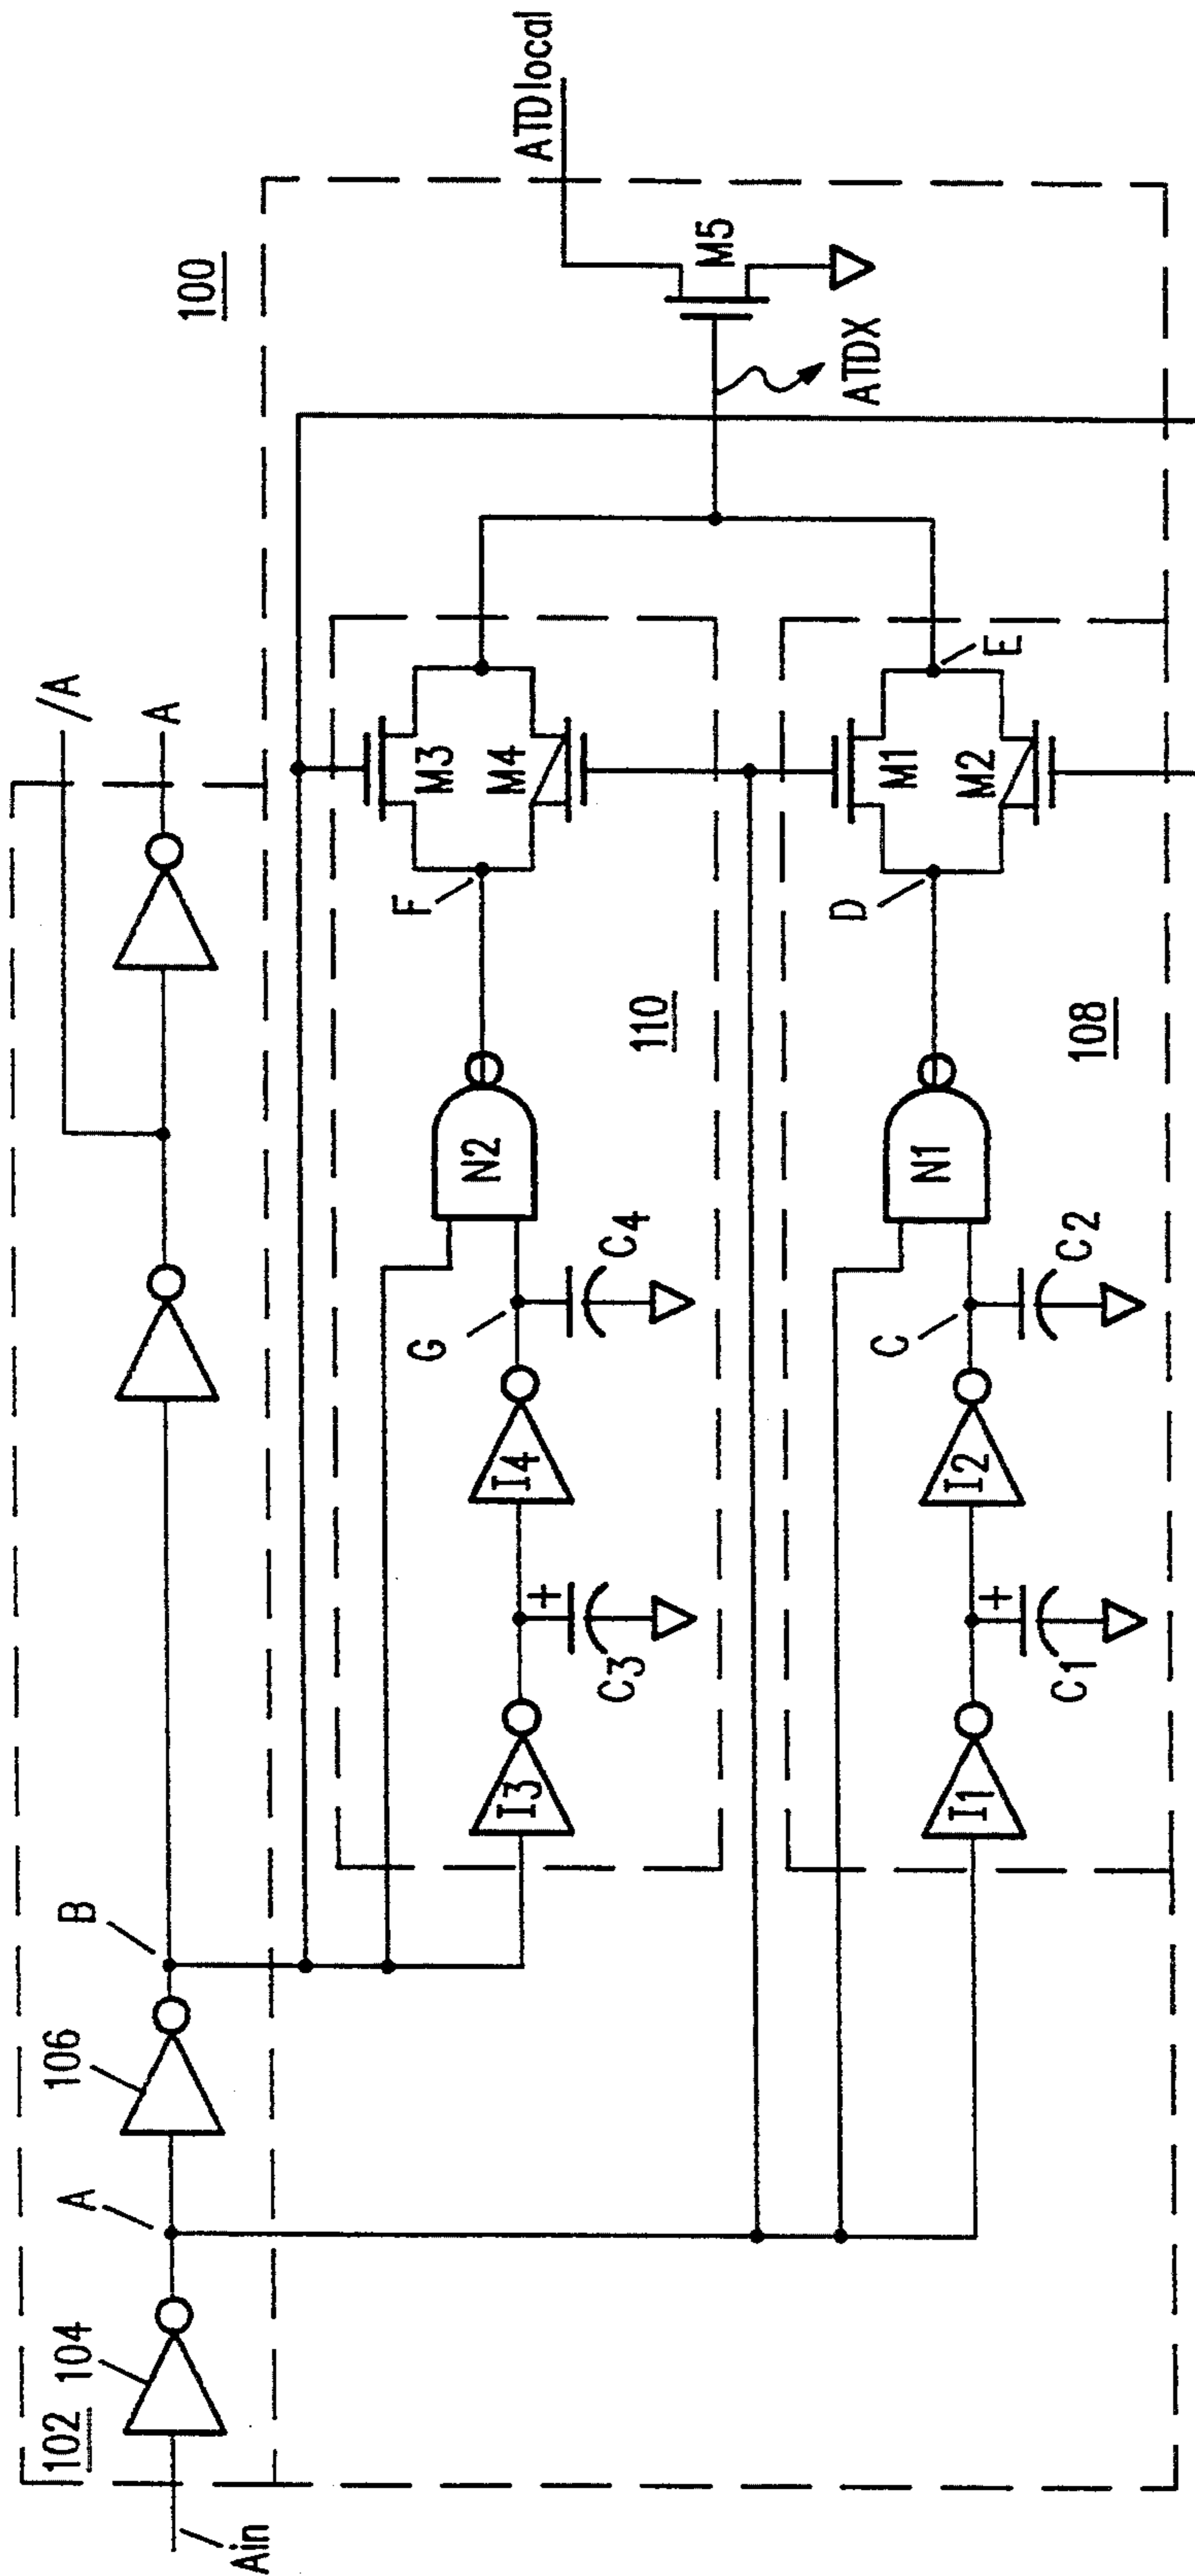 102
104
106
Ain
A
B
/A
A
100
I3
C3
+
I4
G
C4
N2
F
M3
M4
110
ATDlocal
M5
ATDX
I1
C1
+
I2
C
C2
N1
D
M1
M2
E
108